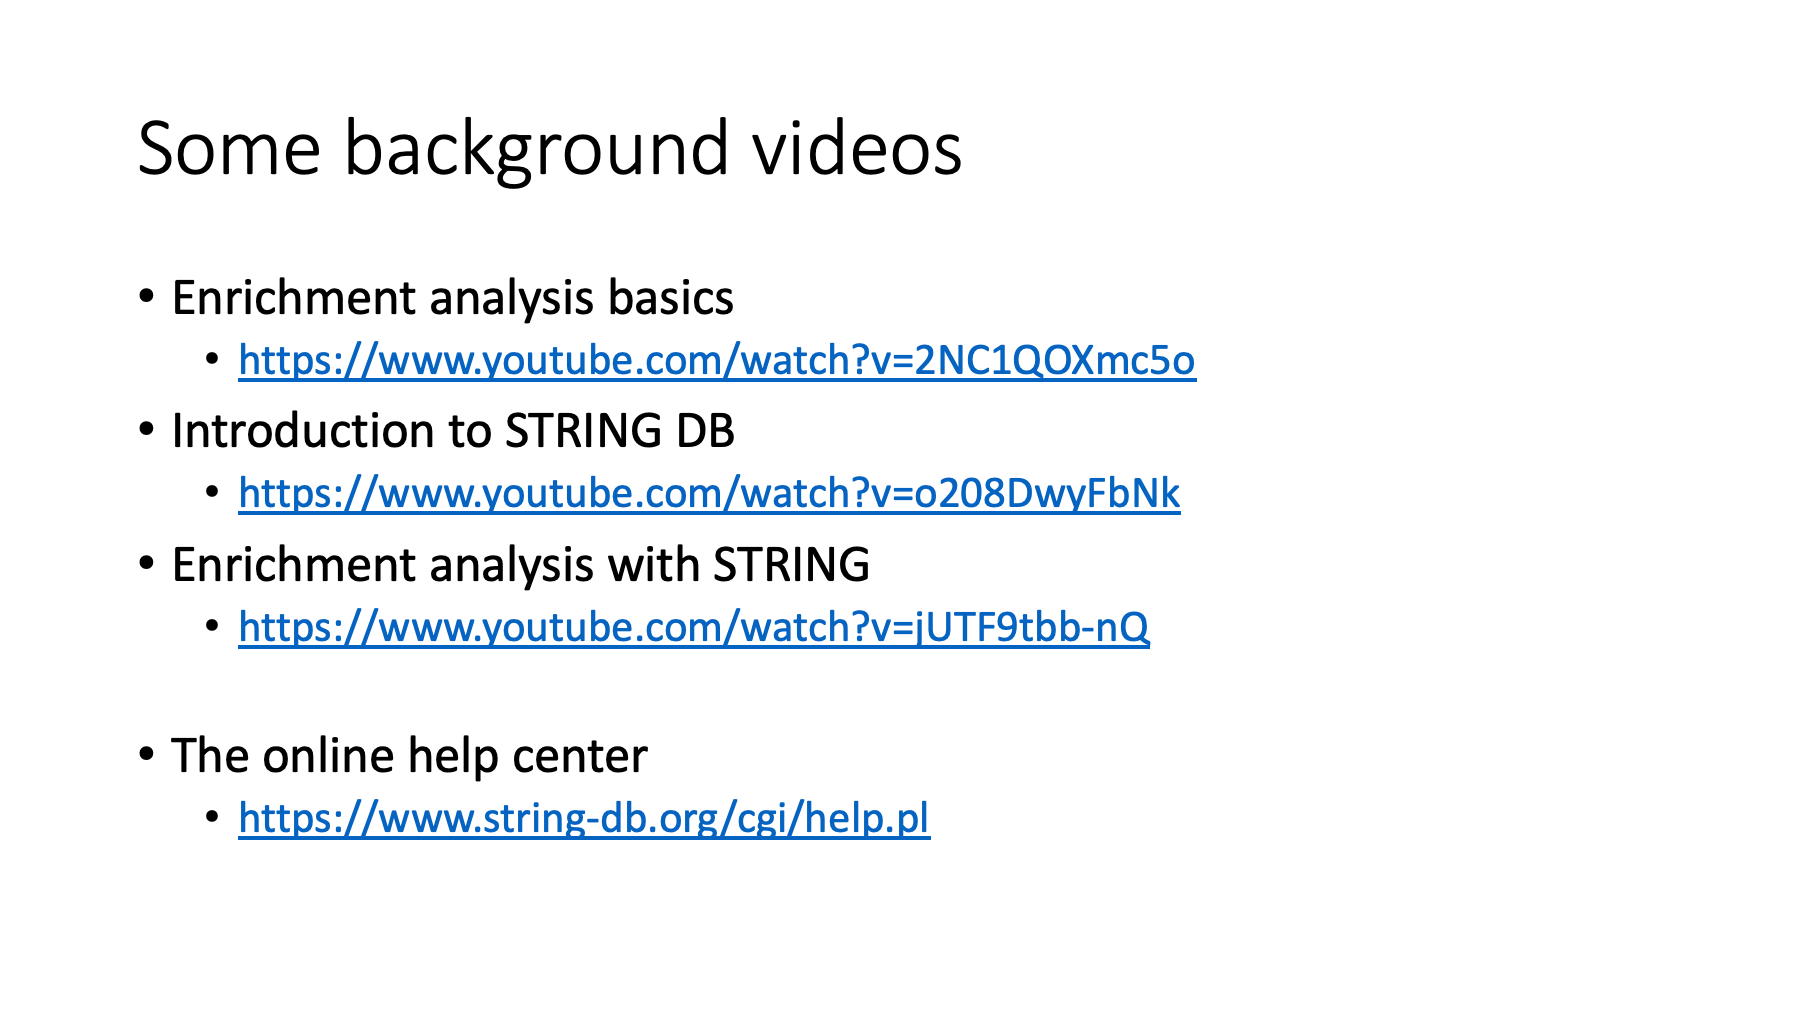 Some background videos
• Enrichment analysis basics
• https://www.youtube.com/watch?v=2NC1QOXmc5o
• Introduction to STRING DB
• https://www.youtube.com/watch?v=o208DwyFbNk
• Enrichment analysis with STRING
• https://www.youtube.com/watch?v=jUTF9tbb-nQ
• The online help center
• https://www.string-db.org/cgi/help.pl